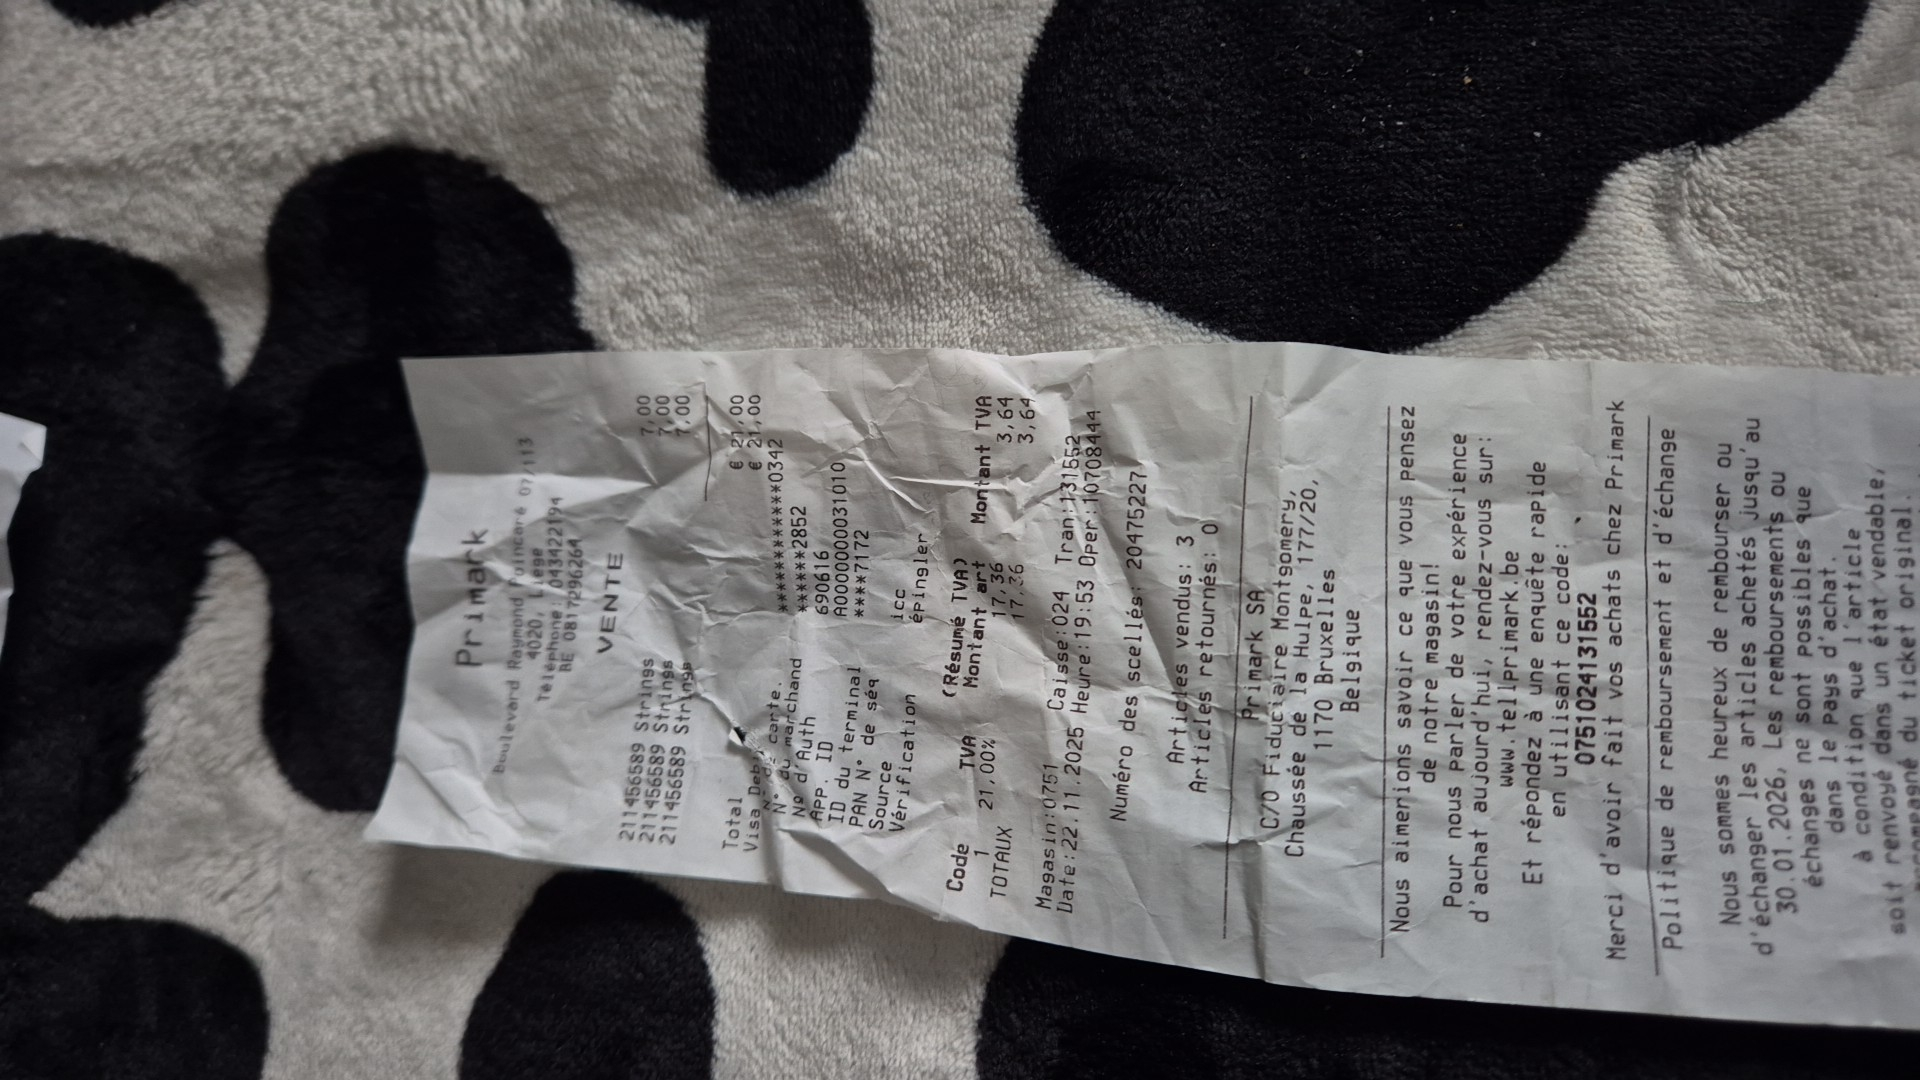 Primark
Boulevard Raymond Poincaré 07/113
4020, Liège
Téléphone: 043422194
BE 0817296264
VENTE
211456589 Strings 7,00
211456589 Strings 7,00
211456589 Strings 7,00
Total € 21,00
Visa Debit € 21,00
N° de carte. ************0342
N° du marchand ******2852
No d'Auth 690616
App. ID A0000000031010
ID du terminal ****7172
PAN N° de séq
Source icc
Vérification épingler
(Résumé TVA)
Code TVA Montant art Montant TVA
1 21,00% 17,36 3,64
TOTAUX 17,36 3,64
Magasin:0751 Caisse:024 Tran:131552
Date:22.11.2025 Heure:19:53 Oper:10708444
Numéro des scellés: 20475227
Articles vendus: 3
Articles retournés: 0
Primark SA
C/O Fiduciaire Montgomery,
Chaussée de la Hulpe, 177/20,
1170 Bruxelles
Belgique
Nous aimerions savoir ce que vous pensez
de notre magasin!
Pour nous parler de votre expérience
d'achat aujourd'hui, rendez-vous sur:
www.tellprimark.be
Et répondez à une enquête rapide
en utilisant ce code:
0751024131552
Merci d'avoir fait vos achats chez Primark
Politique de remboursement et d'échange
Nous sommes heureux de rembourser ou
d'échanger les articles achetés jusqu'au
30.01.2026, Les remboursements ou
échanges ne sont possibles que
dans le pays d'achat.
à condition que l'article
soit renvoyé dans un état vendable,
accompagné du ticket original.